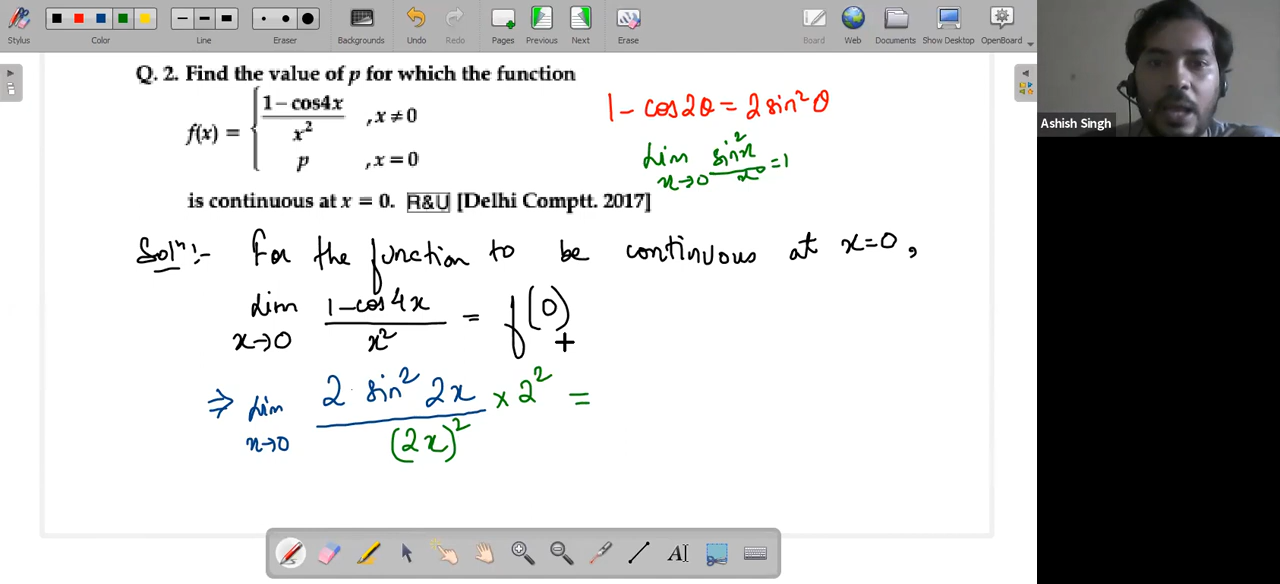 Color Line Eraser
Stylus Backgrounds Undo Redo Pages Previous Next Erase Board Web Documents Show Desktop OpenBoard
Q. 2. Find the value of p for which the function
f(x) = { 1 – cos4x / x² , x ≠ 0
p , x = 0
is continuous at x = 0. R&U [Delhi Comptt. 2017]
1 – cos2θ = 2 sin²θ
Lim x→0 sin²x / x² = 1
Solⁿ :- For the function to be continuous at x=0,
Lim x→0 1–cos4x / x² = f(0)
⇒ Lim x→0 2 · sin² 2x / (2x)² × 2² =
Ashish Singh
AI